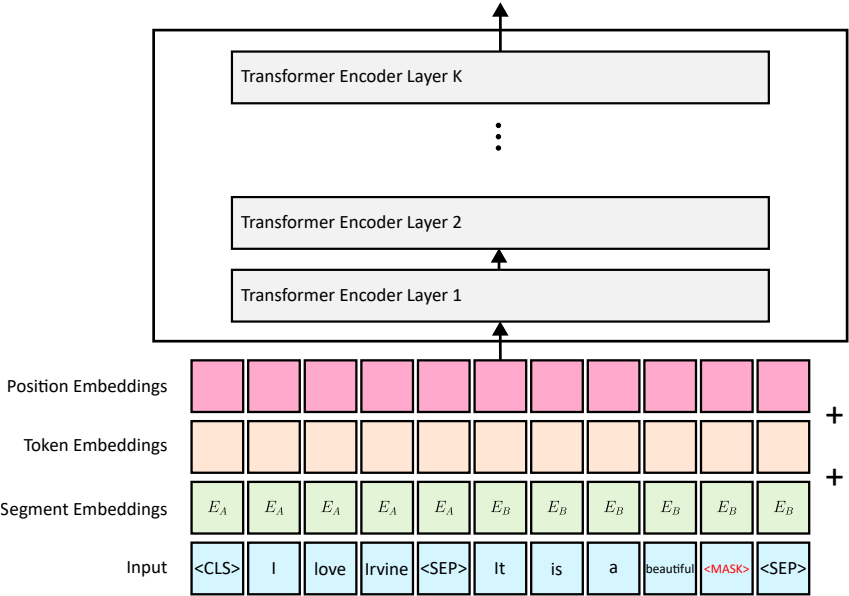 Transformer Encoder Layer K
⋮
Transformer Encoder Layer 2
Transformer Encoder Layer 1
Position Embeddings
+
Token Embeddings
+
Segment Embeddings E_A E_A E_A E_A E_A E_B E_B E_B E_B E_B E_B
Input <CLS> I love Irvine <SEP> It is a beautiful <MASK> <SEP>